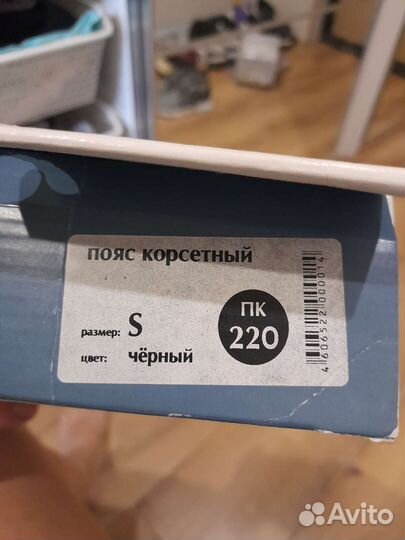 пояс корсетный
размер: S
цвет: чёрный
ПК
220
4606522000014
Avito